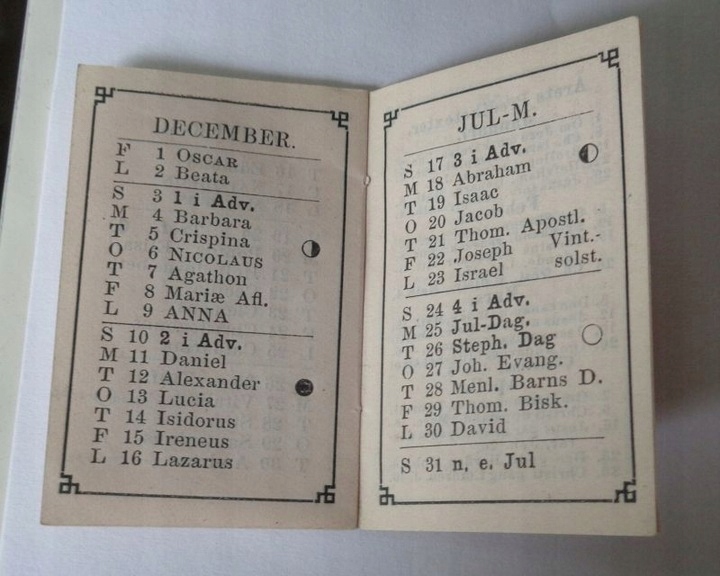 DECEMBER.
F 1 OSCAR
L 2 Beata
S 3 1 i Adv.
M 4 Barbara
T 5 Crispina
O 6 NICOLAUS
T 7 Agathon
F 8 Mariæ Afl.
L 9 ANNA
S 10 2 i Adv.
M 11 Daniel
T 12 Alexander
O 13 Lucia
T 14 Isidorus
F 15 Ireneus
L 16 Lazarus
JUL-M.
S 17 3 i Adv.
M 18 Abraham
T 19 Isaac
O 20 Jacob
T 21 Thom. Apostl.
F 22 Joseph Vint.-
L 23 Israel solst.
S 24 4 i Adv.
M 25 Jul-Dag.
T 26 Steph. Dag
O 27 Joh. Evang.
T 28 Menl. Barns D.
F 29 Thom. Bisk.
L 30 David
S 31 n. e. Jul